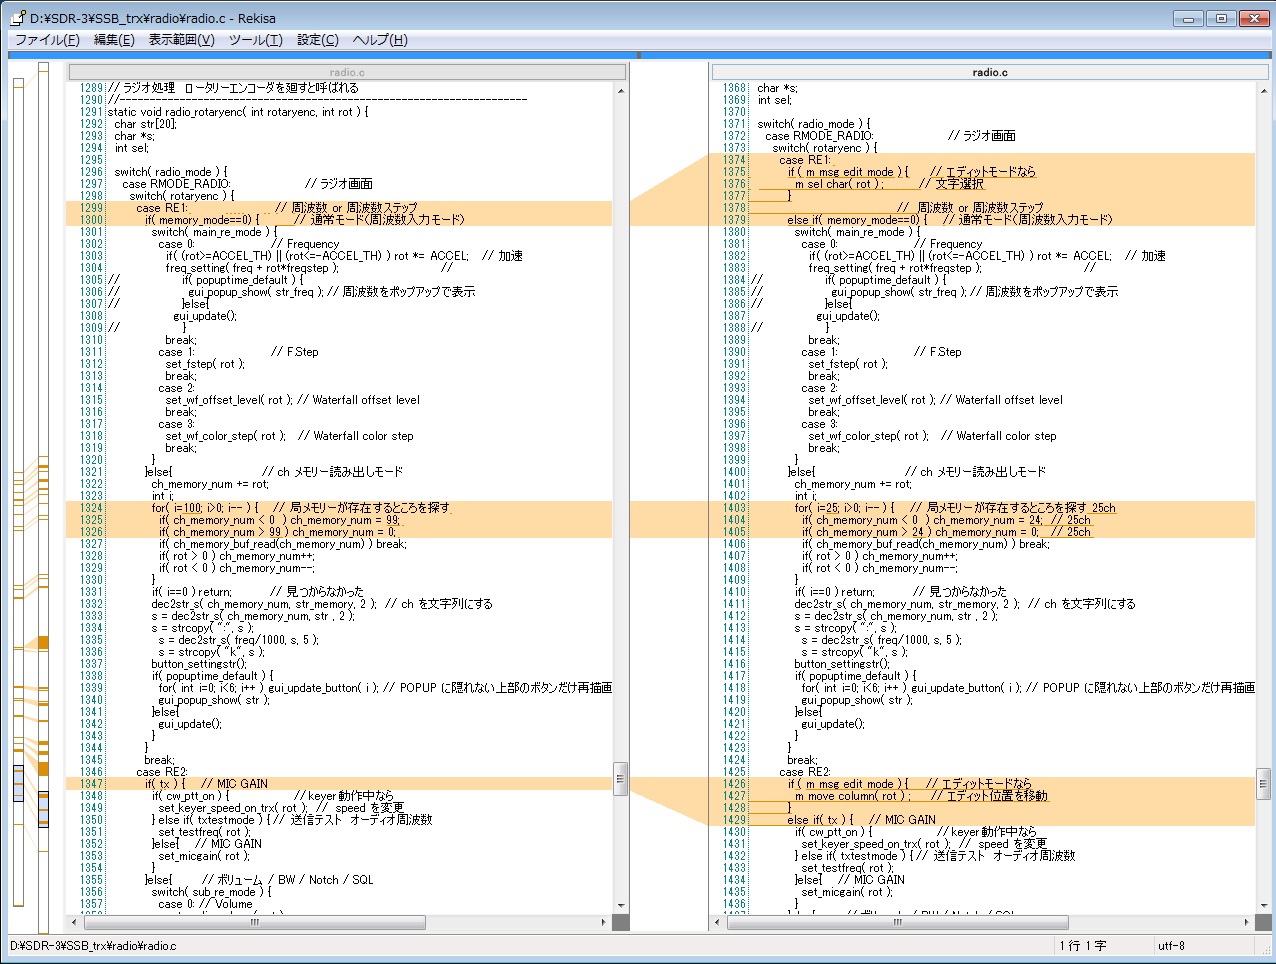 D:¥SDR-3¥SSB_trx¥radio¥radio.c - Rekisa
ファイル(F) 編集(E) 表示範囲(V) ツール(T) 設定(C) ヘルプ(H)
radio.c
1289 // ラジオ処理 ロータリーエンコーダを廻すと呼ばれる
1290 //--------------------------------------------------------------------
1291 static void radio_rotaryenc( int rotaryenc, int rot ) {
1292 char str[20];
1293 char *s;
1294 int sel;
1295
1296 switch( radio_mode ) {
1297 case RMODE_RADIO: // ラジオ画面
1298 switch( rotaryenc ) {
1299 case RE1: // 周波数 or 周波数ステップ
1300 if( memory_mode==0) { // 通常モード(周波数入力モード)
1301 switch( main_re_mode ) {
1302 case 0: // Frequency
1303 if( (rot>=ACCEL_TH) || (rot<=-ACCEL_TH) ) rot *= ACCEL; // 加速
1304 freq_setting( freq + rot*freqstep ); //
1305 // if( popuptime_default ) {
1306 // gui_popup_show( str_freq ); // 周波数をポップアップで表示
1307 // }else{
1308 gui_update();
1309 // }
1310 break;
1311 case 1: // F.Step
1312 set_fstep( rot );
1313 break;
1314 case 2:
1315 set_wf_offset_level( rot ); // Waterfall offset level
1316 break;
1317 case 3:
1318 set_wf_color_step( rot ); // Waterfall color step
1319 break;
1320 }
1321 }else{ // ch メモリー読み出しモード
1322 ch_memory_num += rot;
1323 int i;
1324 for( i=100; i>0; i-- ) { // 局メモリーが存在するところを探す
1325 if( ch_memory_num < 0 ) ch_memory_num = 99;
1326 if( ch_memory_num > 99 ) ch_memory_num = 0;
1327 if( ch_memory_buf_read(ch_memory_num) ) break;
1328 if( rot > 0 ) ch_memory_num++;
1329 if( rot < 0 ) ch_memory_num--;
1330 }
1331 if( i==0 ) return; // 見つからなかった
1332 dec2str_s( ch_memory_num, str_memory, 2 ); // ch を文字列にする
1333 s = dec2str_s( ch_memory_num, str , 2 );
1334 s = strcopy( ":", s );
1335 s = dec2str_s( freq/1000, s, 5 );
1336 s = strcopy( "k", s );
1337 button_settingstr();
1338 if( popuptime_default ) {
1339 for( int i=0; i<6; i++ ) gui_update_button( i ); // POPUP に隠れない上部のボタンだけ再描画
1340 gui_popup_show( str );
1341 }else{
1342 gui_update();
1343 }
1344 }
1345 break;
1346 case RE2:
1347 if( tx ) { // MIC GAIN
1348 if( cw_ptt_on ) { // keyer動作中なら
1349 set_keyer_speed_on_trx( rot ); // speed を変更
1350 } else if( txtestmode ) { // 送信テスト オーディオ周波数
1351 set_testfreq( rot );
1352 }else{ // MIC GAIN
1353 set_micgain( rot );
1354 }
1355 }else{ // ボリューム / BW / Notch / SQL
1356 switch( sub_re_mode ) {
1357 case 0: // Volume
radio.c
1368 char *s;
1369 int sel;
1370
1371 switch( radio_mode ) {
1372 case RMODE_RADIO: // ラジオ画面
1373 switch( rotaryenc ) {
1374 case RE1:
1375 if ( m_msg_edit_mode ) { // エディットモードなら
1376 m_sel_char( rot ); // 文字選択
1377 }
1378 // 周波数 or 周波数ステップ
1379 else if( memory_mode==0) { // 通常モード(周波数入力モード)
1380 switch( main_re_mode ) {
1381 case 0: // Frequency
1382 if( (rot>=ACCEL_TH) || (rot<=-ACCEL_TH) ) rot *= ACCEL; // 加速
1383 freq_setting( freq + rot*freqstep ); //
1384 // if( popuptime_default ) {
1385 // gui_popup_show( str_freq ); // 周波数をポップアップで表示
1386 // }else{
1387 gui_update();
1388 // }
1389 break;
1390 case 1: // F.Step
1391 set_fstep( rot );
1392 break;
1393 case 2:
1394 set_wf_offset_level( rot ); // Waterfall offset level
1395 break;
1396 case 3:
1397 set_wf_color_step( rot ); // Waterfall color step
1398 break;
1399 }
1400 }else{ // ch メモリー読み出しモード
1401 ch_memory_num += rot;
1402 int i;
1403 for( i=25; i>0; i-- ) { // 局メモリーが存在するところを探す 25ch
1404 if( ch_memory_num < 0 ) ch_memory_num = 24; // 25ch
1405 if( ch_memory_num > 24 ) ch_memory_num = 0; // 25ch
1406 if( ch_memory_buf_read(ch_memory_num) ) break;
1407 if( rot > 0 ) ch_memory_num++;
1408 if( rot < 0 ) ch_memory_num--;
1409 }
1410 if( i==0 ) return; // 見つからなかった
1411 dec2str_s( ch_memory_num, str_memory, 2 ); // ch を文字列にする
1412 s = dec2str_s( ch_memory_num, str , 2 );
1413 s = strcopy( ":", s );
1414 s = dec2str_s( freq/1000, s, 5 );
1415 s = strcopy( "k", s );
1416 button_settingstr();
1417 if( popuptime_default ) {
1418 for( int i=0; i<6; i++ ) gui_update_button( i ); // POPUP に隠れない上部のボタンだけ再描画
1419 gui_popup_show( str );
1420 }else{
1421 gui_update();
1422 }
1423 }
1424 break;
1425 case RE2:
1426 if ( m_msg_edit_mode ) { // エディットモードなら
1427 m_move_column( rot ) ; // エディット位置を移動
1428 }
1429 else if( tx ) { // MIC GAIN
1430 if( cw_ptt_on ) { // keyer動作中なら
1431 set_keyer_speed_on_trx( rot ); // speed を変更
1432 } else if( txtestmode ) { // 送信テスト オーディオ周波数
1433 set_testfreq( rot );
1434 }else{ // MIC GAIN
1435 set_micgain( rot );
1436 }
D:¥SDR-3¥SSB_trx¥radio¥radio.c 1 行 1 字 utf-8